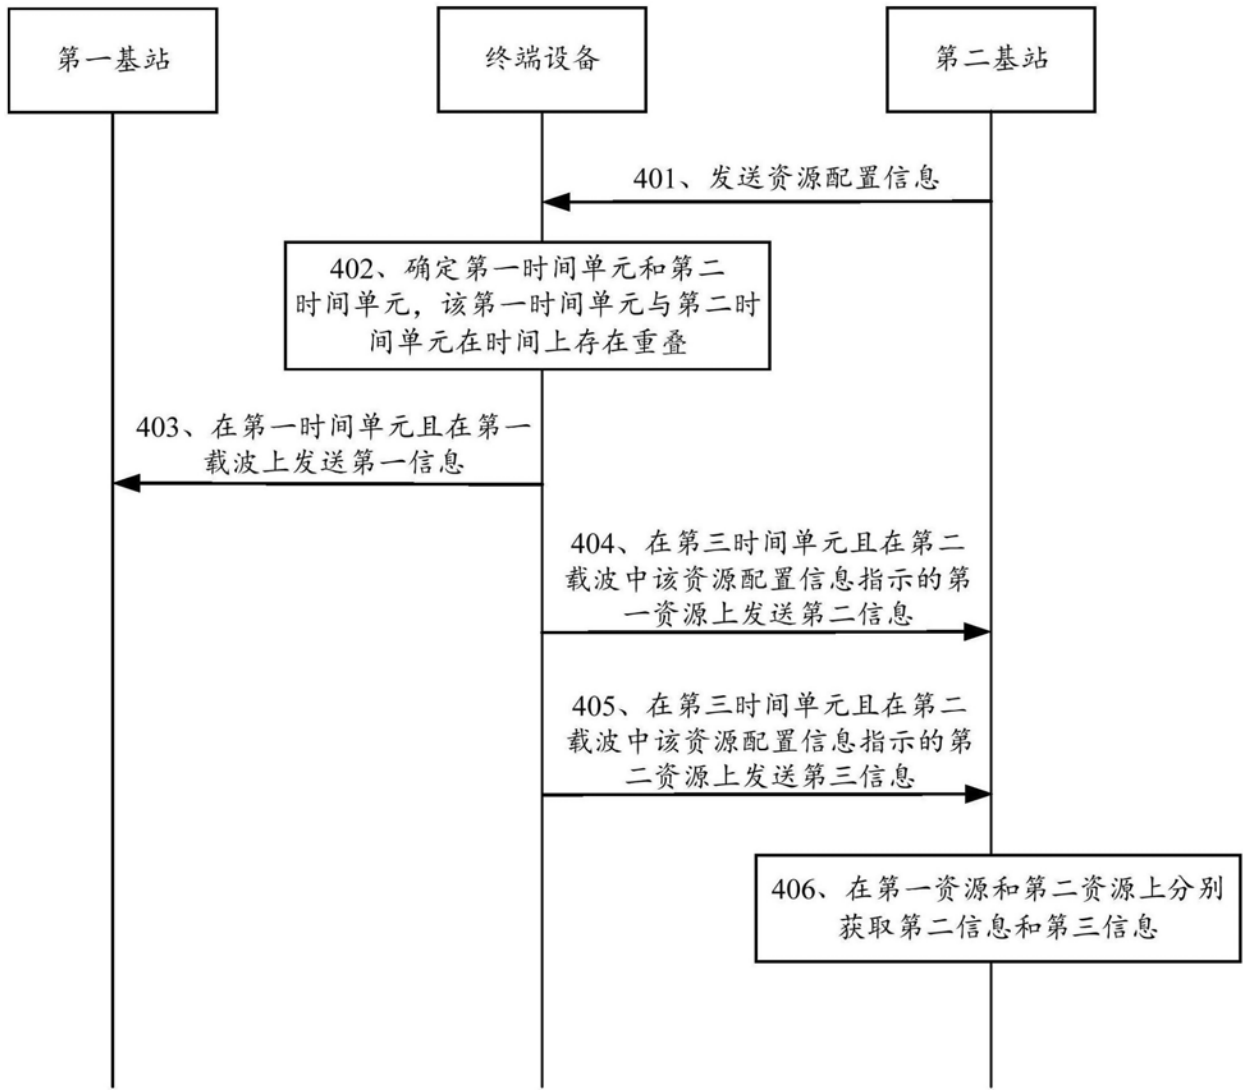 第一基站
终端设备
第二基站
401、发送资源配置信息
402、确定第一时间单元和第二
时间单元，该第一时间单元与第二时
间单元在时间上存在重叠
403、在第一时间单元且在第一
载波上发送第一信息
404、在第三时间单元且在第二
载波中该资源配置信息指示的第
一资源上发送第二信息
405、在第三时间单元且在第二
载波中该资源配置信息指示的第
二资源上发送第三信息
406、在第一资源和第二资源上分别
获取第二信息和第三信息